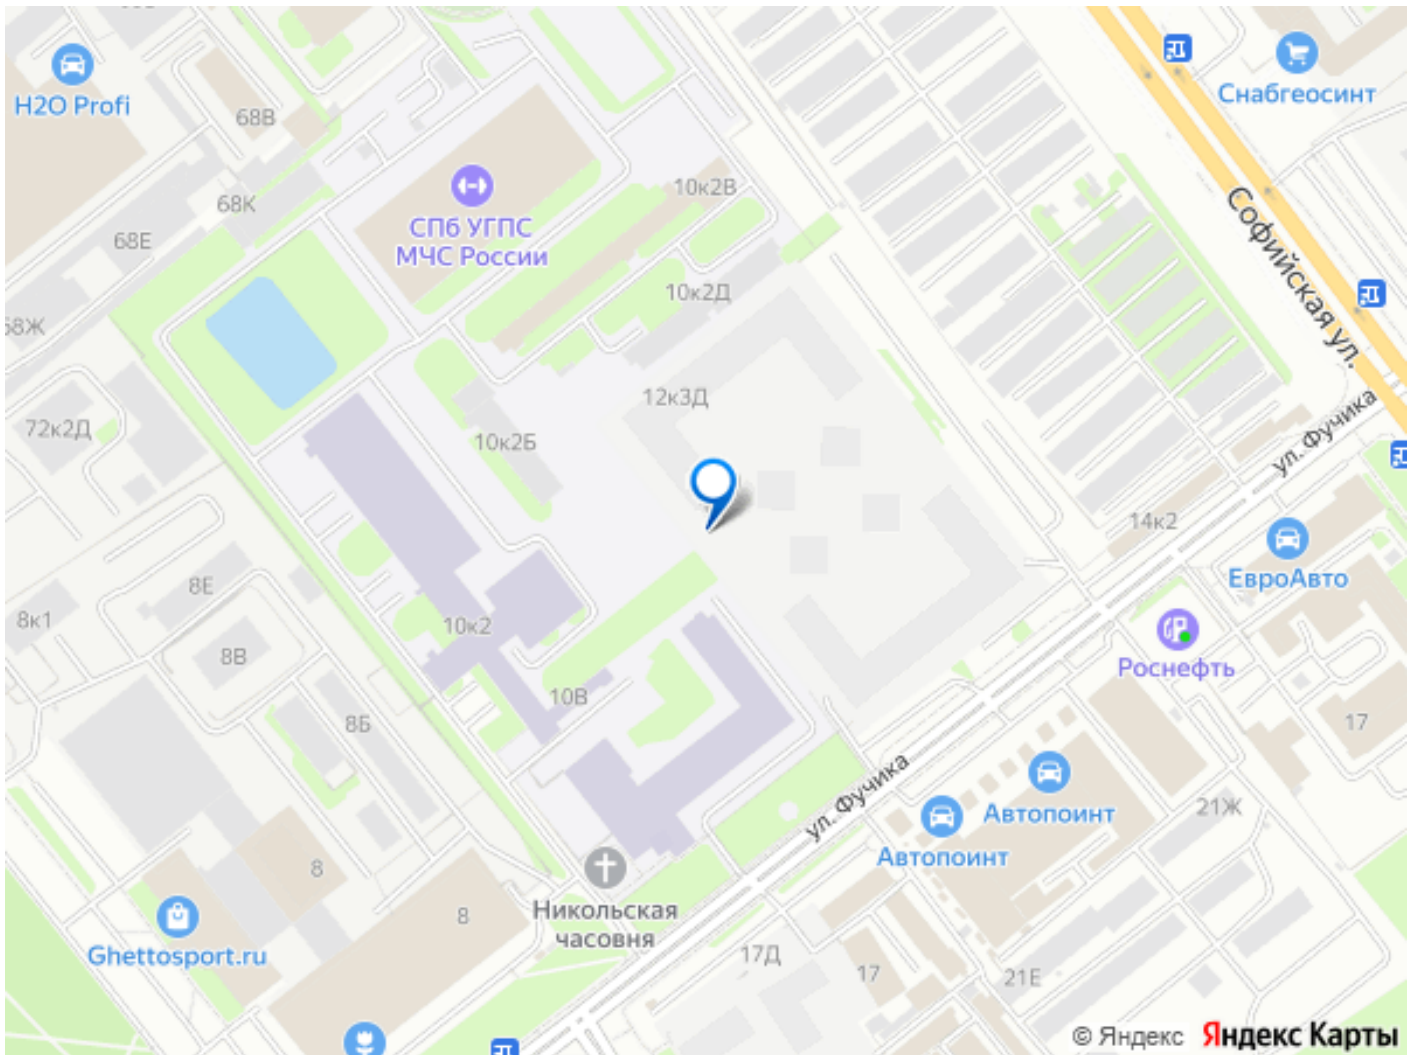 Снабгеосинт
H2O Profi
68В
10к2В
68К
СПб УГПС
МЧС России
68Е
Софийская ул.
10к2Д
68Ж
12к3Д
72к2Д
10к2Б
ул. Фучика
14к2
ЕвроАвто
8Е
8к1
10к2
8В
Роснефть
10В
8Б
17
ул. Фучика
21Ж
Автопоинт
Автопоинт
8
8
Никольская
часовня
Ghettosport.ru
17Д
17
21Е
© Яндекс Яндекс Карты